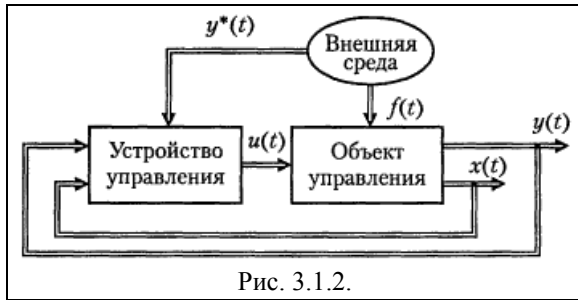 y*(t)
Внешняя
среда
f(t)
y(t)
Устройство
управления
u(t)
Объект
управления
x(t)
Рис. 3.1.2.